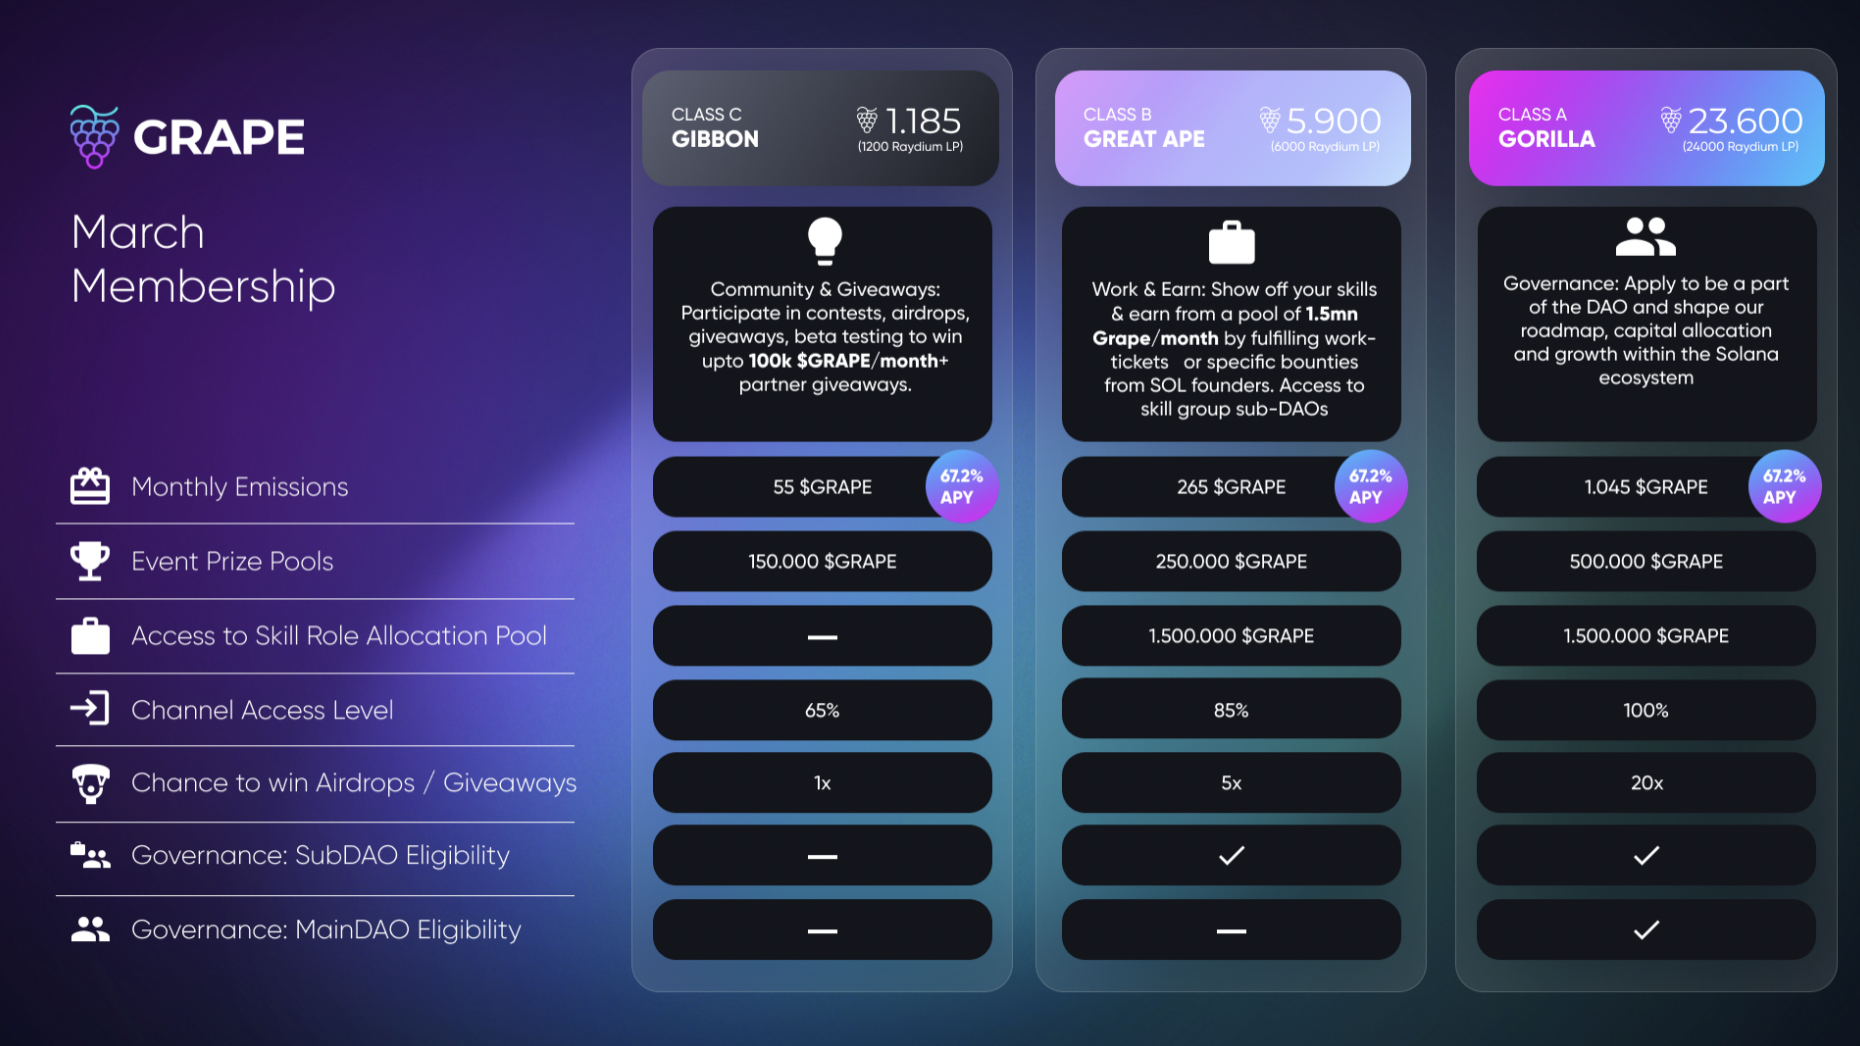 GRAPE
March
Membership
CLASS C
GIBBON
1.185
(1200 Raydium LP)
CLASS B
GREAT APE
5.900
(6000 Raydium LP)
CLASS A
GORILLA
23.600
(24000 Raydium LP)
Community & Giveaways:
Participate in contests, airdrops,
giveaways, beta testing to win
upto 100k $GRAPE/month+
partner giveaways.
Work & Earn: Show off your skills
& earn from a pool of 1.5mn
Grape/month by fulfilling work-
tickets or specific bounties
from SOL founders. Access to
skill group sub-DAOs
Governance: Apply to be a part
of the DAO and shape our
roadmap, capital allocation
and growth within the Solana
ecosystem
Monthly Emissions
55 $GRAPE
67.2%
APY
265 $GRAPE
67.2%
APY
1.045 $GRAPE
67.2%
APY
Event Prize Pools
150.000 $GRAPE
250.000 $GRAPE
500.000 $GRAPE
Access to Skill Role Allocation Pool
—
1.500.000 $GRAPE
1.500.000 $GRAPE
Channel Access Level
65%
85%
100%
Chance to win Airdrops / Giveaways
1x
5x
20x
Governance: SubDAO Eligibility
—
✓
✓
Governance: MainDAO Eligibility
—
—
✓